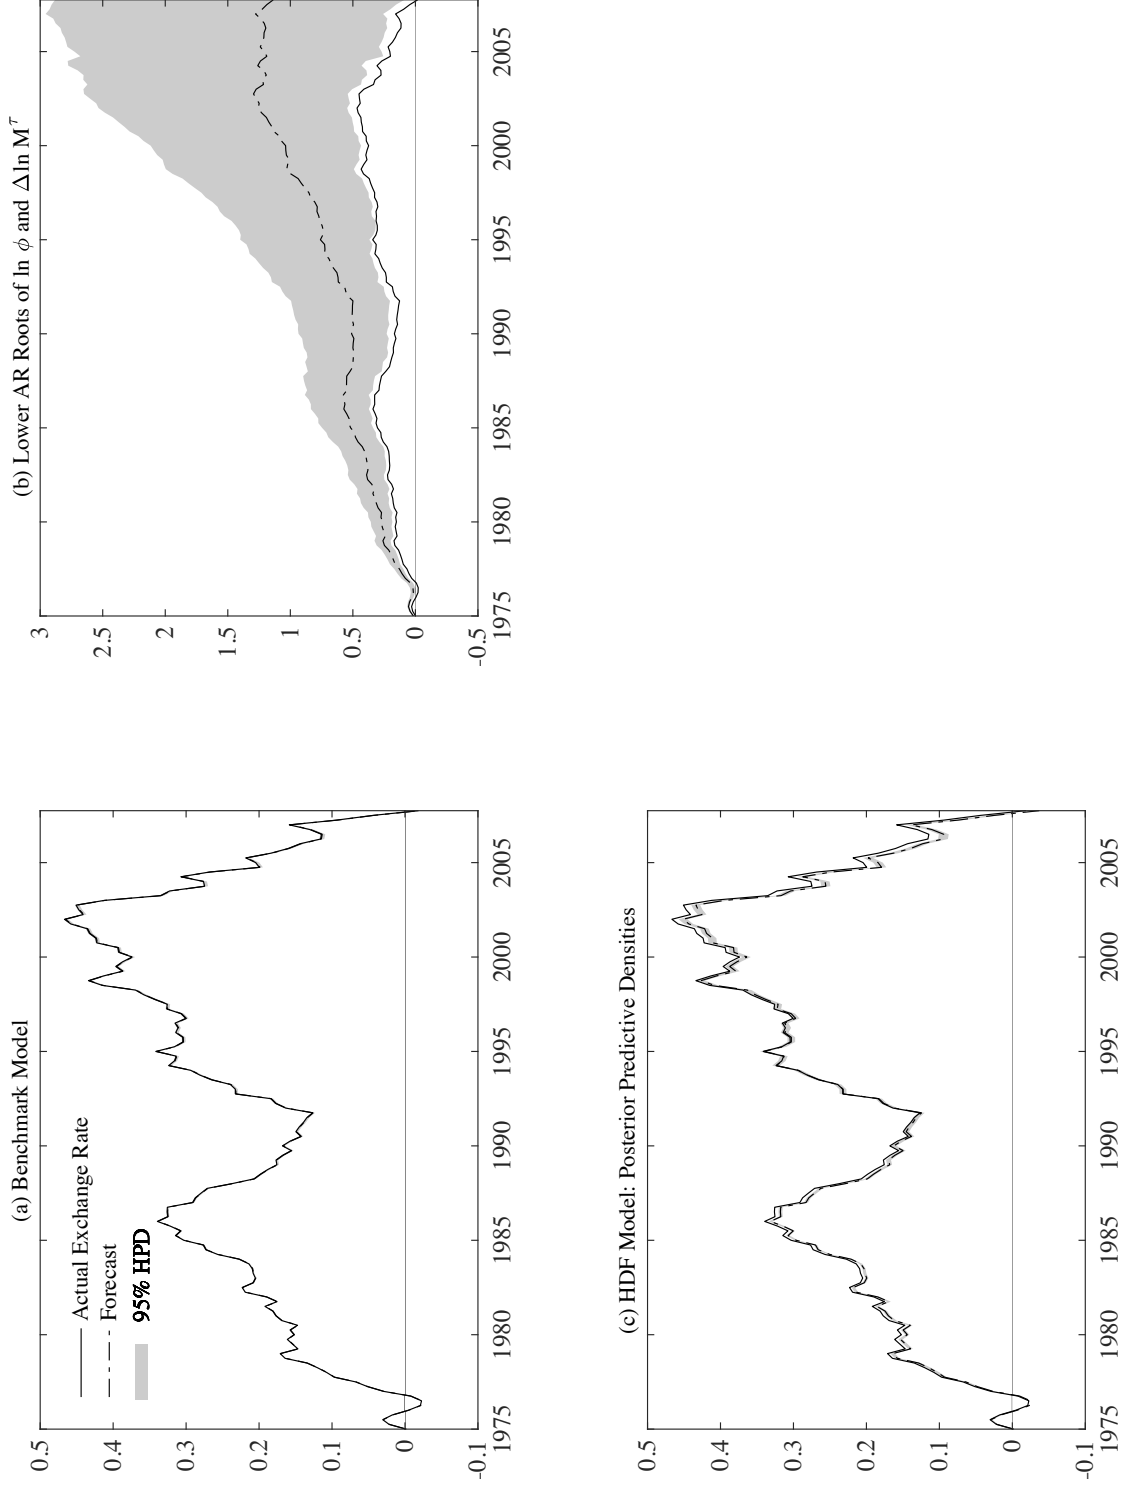 (a) Benchmark Model
Actual Exchange Rate
Forecast
95% HPD
0.5
0.4
0.3
0.2
0.1
0
-0.1
1975 1980 1985 1990 1995 2000 2005
(b) Lower AR Roots of ln ϕ and Δln M^τ
3
2.5
2
1.5
1
0.5
0
-0.5
1975 1980 1985 1990 1995 2000 2005
(c) HDF Model: Posterior Predictive Densities
0.5
0.4
0.3
0.2
0.1
0
-0.1
1975 1980 1985 1990 1995 2000 2005